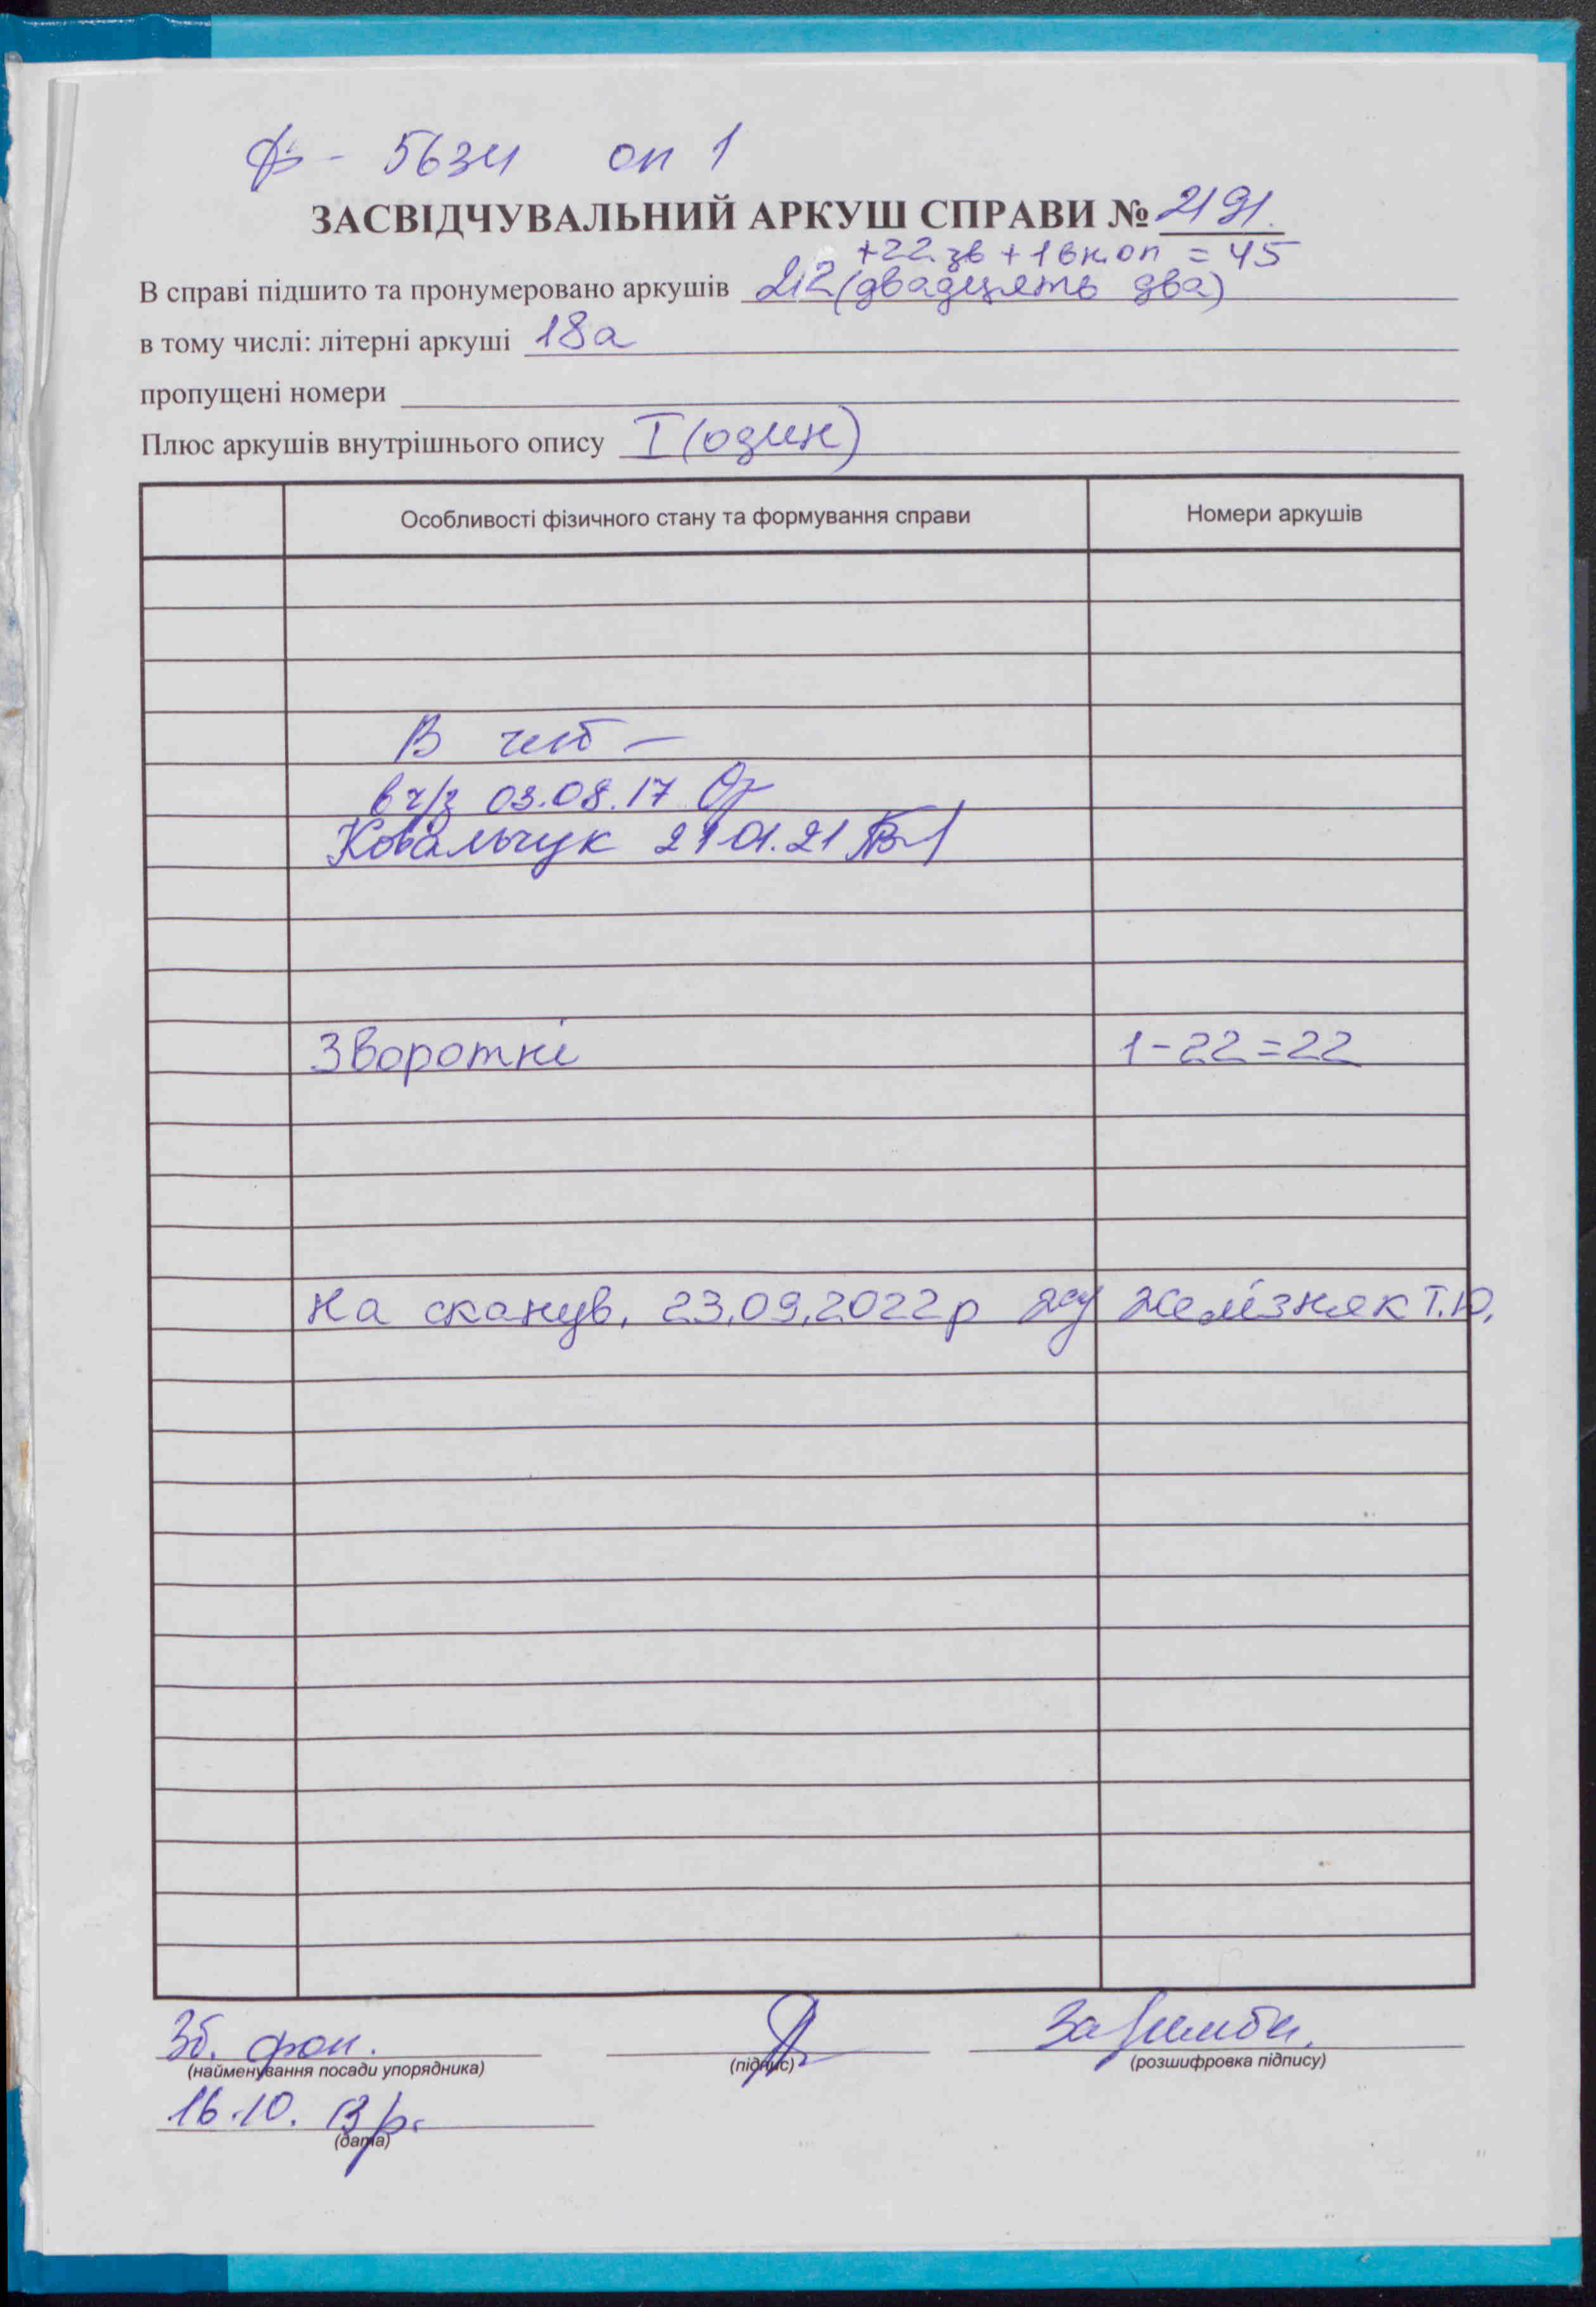 ф - 5634 оп 1
ЗАСВІДЧУВАЛЬНИЙ АРКУШ СПРАВИ № 2191.
+22 зв + 1 вн. оп = 45
В справі підшито та пронумеровано аркушів 22 (двадцять два)
в тому числі: літерні аркуші 18а
пропущені номери
Плюс аркушів внутрішнього опису I (один)
Особливості фізичного стану та формування справи Номери аркушів
В
в ч/з 03.08.17
Ковальчук 21.01.21
Зворотні 1-22=22
На сканув. 23.09.2022р Желізняк Т.Ю.
Зб. фон.
(найменування посади упорядника) (підпис) (розшифровка підпису)
16.10. 13 р.
(дата)